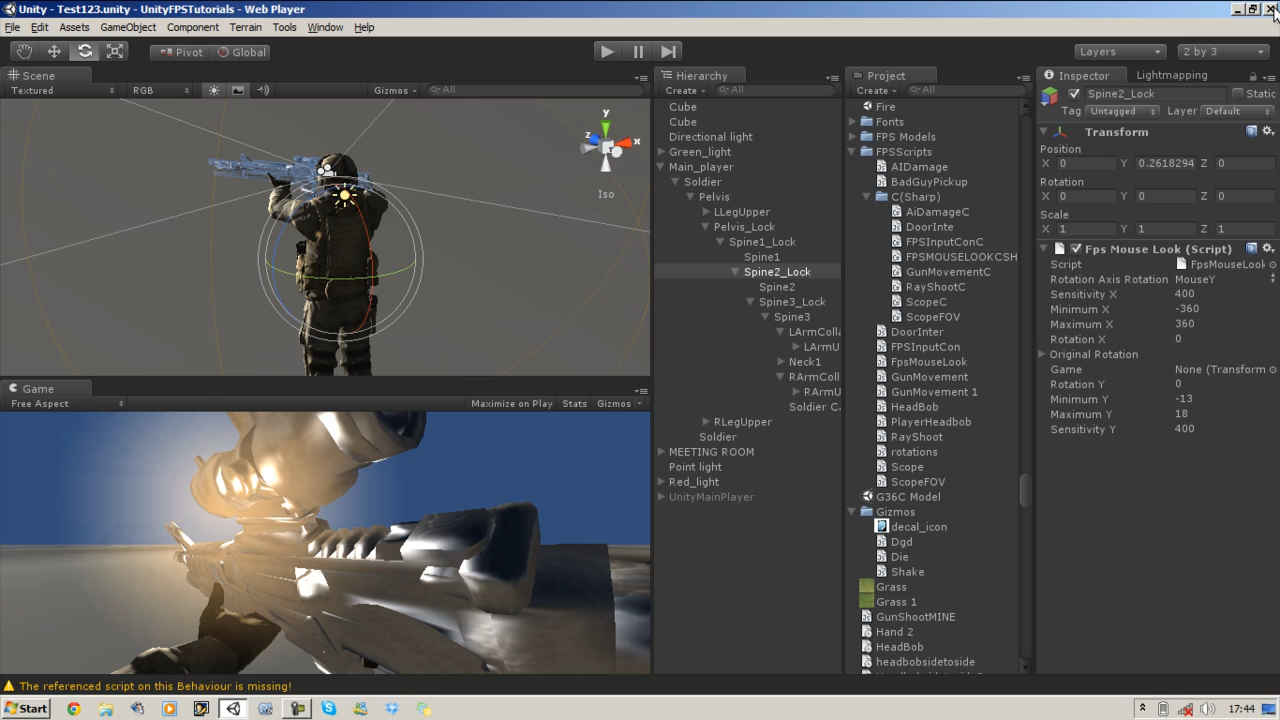 Unity - Test123.unity - UnityFPSTutorials - Web Player
File Edit Assets GameObject Component Terrain Tools Window Help
Pivot Global Layers 2 by 3
Scene
Textured RGB Gizmos All
y
z
x
Iso
Game
Free Aspect Maximize on Play Stats Gizmos
Hierarchy
Create All
Cube
Cube
Directional light
Green_light
Main_player
Soldier
Pelvis
LLegUpper
Pelvis_Lock
Spine1_Lock
Spine1
Spine2_Lock
Spine2
Spine3_Lock
Spine3
LArmColla
LArmU
Neck1
RArmColl
RArmU
Soldier Ca
RLegUpper
Soldier
MEETING ROOM
Point light
Red_light
UnityMainPlayer
Project
Create All
Fire
Fonts
FPS Models
FPSScripts
AIDamage
BadGuyPickup
C(Sharp)
AiDamageC
DoorInte
FPSInputConC
FPSMOUSELOOKCSH
GunMovementC
RayShootC
ScopeC
ScopeFOV
DoorInter
FPSInputCon
FpsMouseLook
GunMovement
GunMovement 1
HeadBob
PlayerHeadbob
RayShoot
rotations
Scope
ScopeFOV
G36C Model
Gizmos
decal_icon
Dgd
Die
Shake
Grass
Grass 1
GunShootMINE
Hand 2
HeadBob
headbobsidetoside
Inspector Lightmapping
Spine2_Lock Static
Tag Untagged Layer Default
Transform
Position
X 0 Y 0.2618294 Z 0
Rotation
X 0 Y 0 Z 0
Scale
X 1 Y 1 Z 1
Fps Mouse Look (Script)
Script FpsMouseLook
Rotation Axis Rotation MouseY
Sensitivity X 400
Minimum X -360
Maximum X 360
Rotation X 0
Original Rotation
Game None (Transform
Rotation Y 0
Minimum Y -13
Maximum Y 18
Sensitivity Y 400
The referenced script on this Behaviour is missing!
Start 17:44